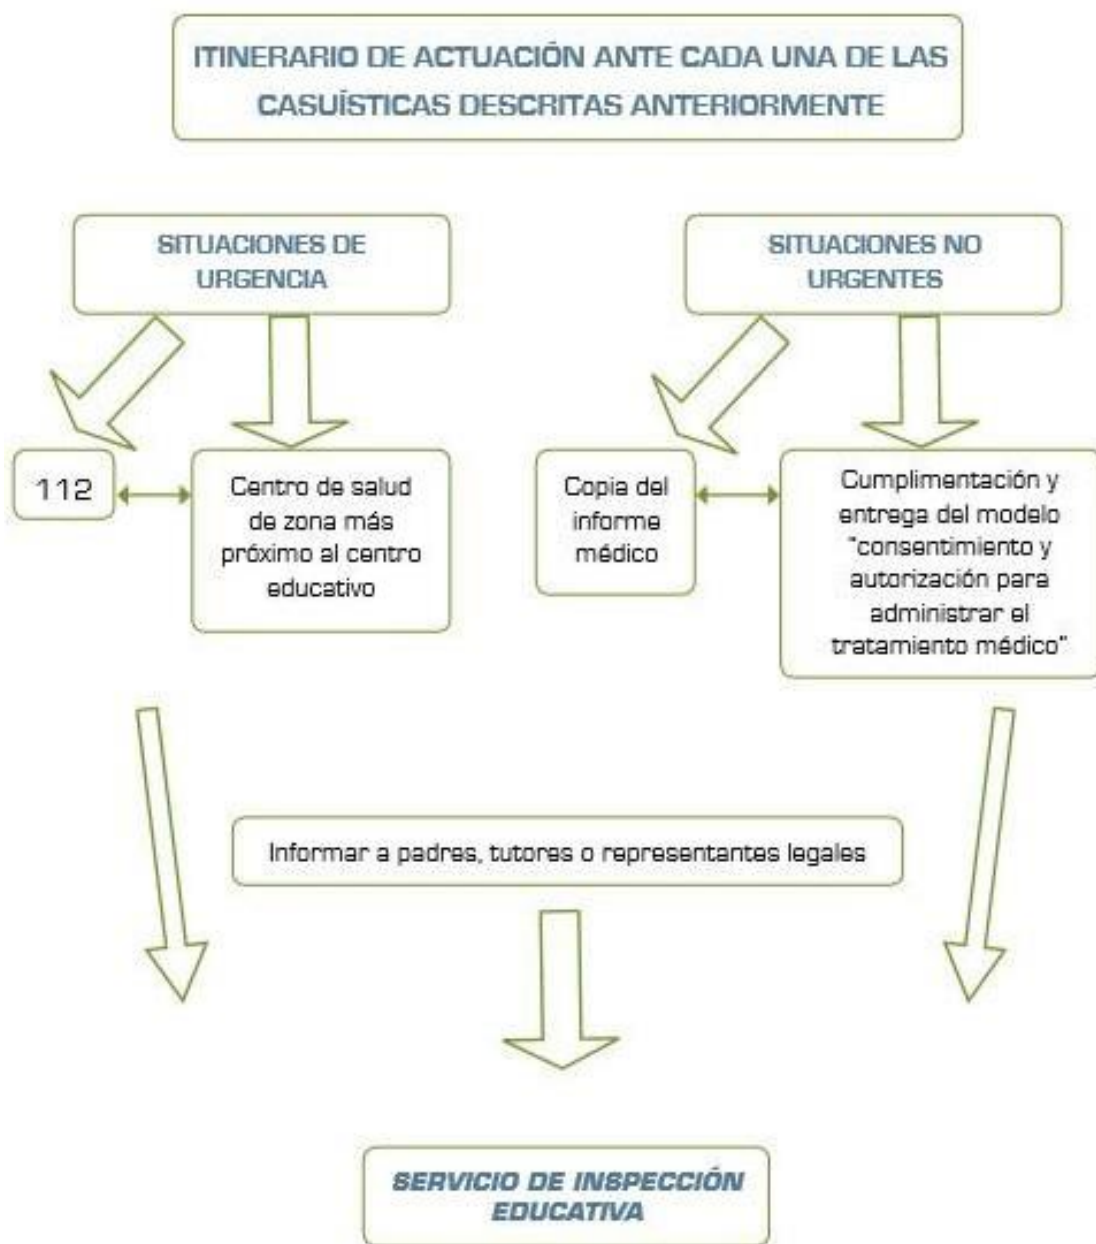 ITINERARIO DE ACTUACIÓN ANTE CADA UNA DE LAS
CASUÍSTICAS DESCRITAS ANTERIORMENTE
SITUACIONES DE
URGENCIA
SITUACIONES NO
URGENTES
112
Centro de salud
de zona más
próximo al centro
educativo
Copia del
informe
médico
Cumplimentación y
entrega del modelo
"consentimiento y
autorización para
administrar el
tratamiento médico"
Informar a padres, tutores o representantes legales
SERVICIO DE INSPECCIÓN
EDUCATIVA